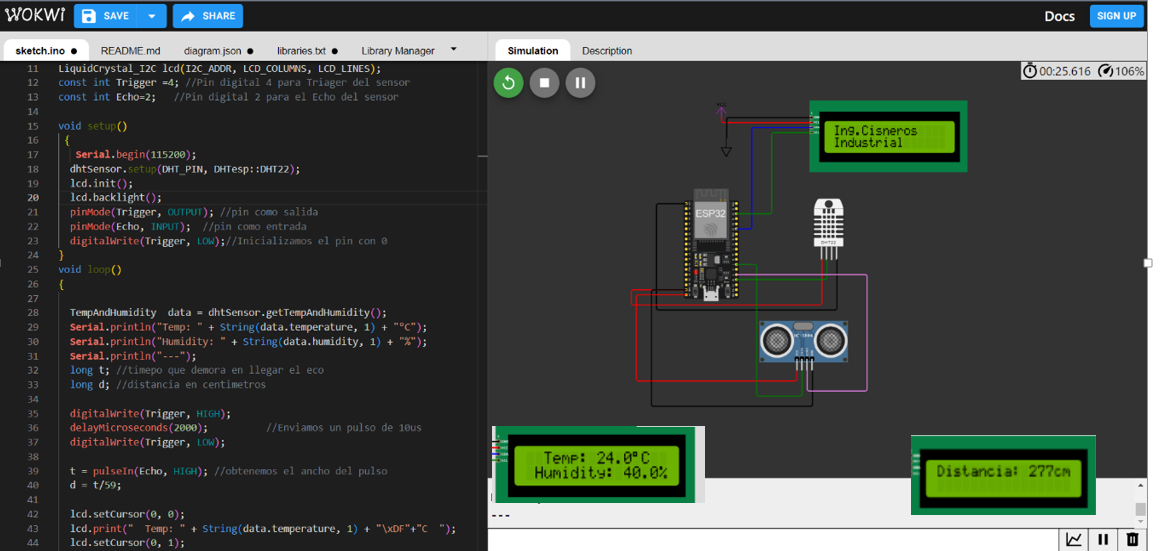 WOKWI SAVE SHARE Docs SIGN UP
sketch.ino README.md diagram.json libraries.txt Library Manager Simulation Description
11 LiquidCrystal_I2C lcd(I2C_ADDR, LCD_COLUMNS, LCD_LINES);
12 const int Trigger =4; //Pin digital 4 para Triager del sensor
13 const int Echo=2; //Pin digital 2 para el Echo del sensor
14
15 void setup()
16 {
17 Serial.begin(115200);
18 dhtSensor.setup(DHT_PIN, DHTesp::DHT22);
19 lcd.init();
20 lcd.backlight();
21 pinMode(Trigger, OUTPUT); //pin como salida
22 pinMode(Echo, INPUT); //pin como entrada
23 digitalWrite(Trigger, LOW);//Inicializamos el pin con 0
24 }
25 void loop()
26 {
27
28 TempAndHumidity data = dhtSensor.getTempAndHumidity();
29 Serial.println("Temp: " + String(data.temperature, 1) + "°C");
30 Serial.println("Humidity: " + String(data.humidity, 1) + "%");
31 Serial.println("---");
32 long t; //timepo que demora en llegar el eco
33 long d; //distancia en centimetros
34
35 digitalWrite(Trigger, HIGH);
36 delayMicroseconds(2000); //Enviamos un pulso de 10us
37 digitalWrite(Trigger, LOW);
38
39 t = pulseIn(Echo, HIGH); //obtenemos el ancho del pulso
40 d = t/59;
41
42 lcd.setCursor(0, 0);
43 lcd.print(" Temp: " + String(data.temperature, 1) + "\xDF"+"C ");
44 lcd.setCursor(0, 1);
00:25.616 106%
Ing.Cisneros
Industrial
ESP32
DHT22
Temp: 24.0°C
Humidity: 40.0%
Distancia: 277cm
---